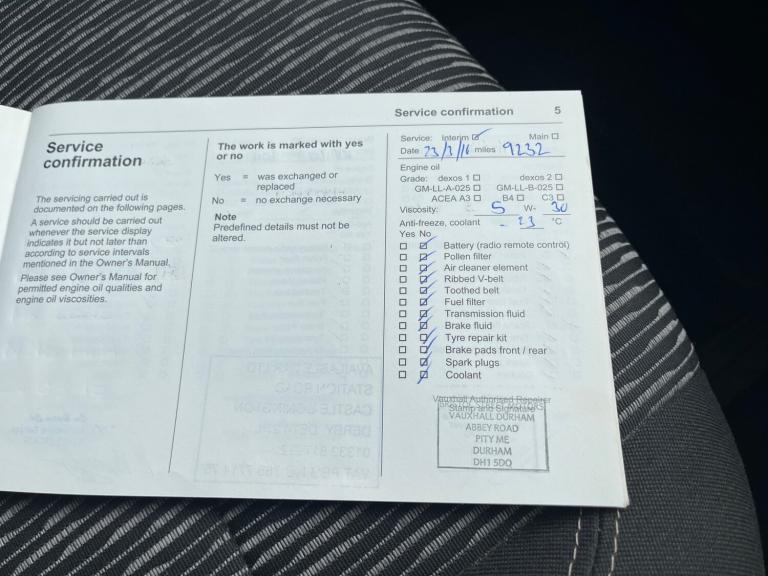 Service confirmation 5
Service
confirmation
The servicing carried out is
documented on the following pages.
A service should be carried out
whenever the service display
indicates it but not later than
according to service intervals
mentioned in the Owner's Manual.
Please see Owner's Manual for
permitted engine oil qualities and
engine oil viscosities.
The work is marked with yes
or no
Yes = was exchanged or
replaced
No = no exchange necessary
Note
Predefined details must not be
altered.
Service: Interim ☑ Main ☐
Date 23/3/16 miles 9232
Engine oil
Grade: dexos 1 ☐ dexos 2 ☐
GM-LL-A-025 ☐ GM-LL-B-025 ☐
ACEA A3 ☐ B4 ☐ C3 ☐
Viscosity: 5 W- 30
Anti-freeze, coolant - 23 °C
Yes No
☐ ☑ Battery (radio remote control)
☐ ☑ Pollen filter
☐ ☑ Air cleaner element
☐ ☑ Ribbed V-belt
☐ ☑ Toothed belt
☐ ☑ Fuel filter
☐ ☑ Transmission fluid
☐ ☑ Brake fluid
☐ ☑ Tyre repair kit
☐ ☑ Brake pads front / rear
☐ ☑ Spark plugs
☐ ☑ Coolant
Vauxhall Authorised Repairer
Stamp and Signature
VAUXHALL DURHAM
ABBEY ROAD
PITY ME
DURHAM
DH1 5DQ